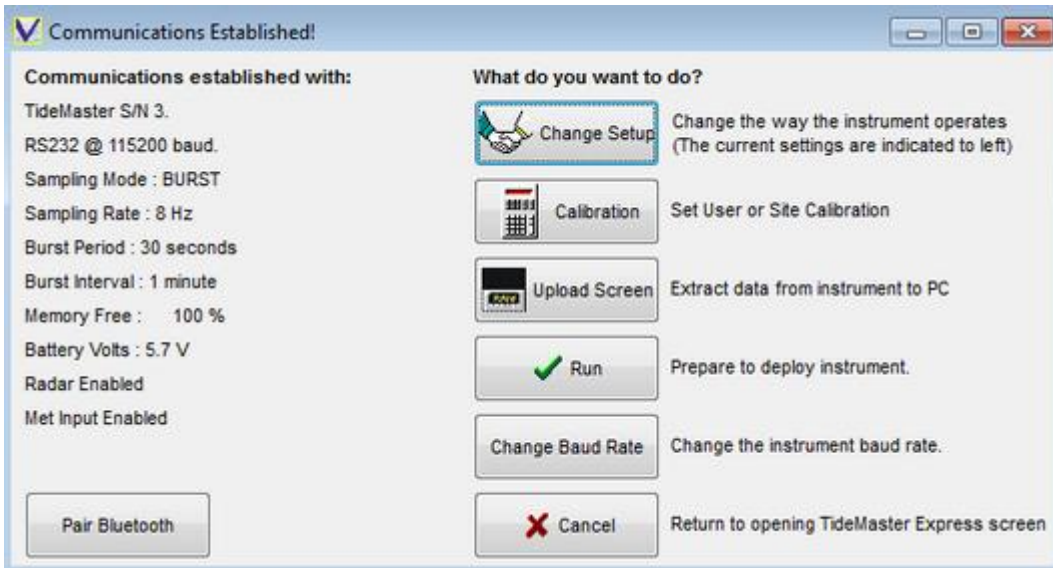 Communications Established!
Communications established with:
TideMaster S/N 3.
RS232 @ 115200 baud.
Sampling Mode : BURST
Sampling Rate : 8 Hz
Burst Period : 30 seconds
Burst Interval : 1 minute
Memory Free : 100 %
Battery Volts : 5.7 V
Radar Enabled
Met Input Enabled
Pair Bluetooth
What do you want to do?
Change Setup
Change the way the instrument operates
(The current settings are indicated to left)
Calibration
Set User or Site Calibration
Upload Screen
Extract data from instrument to PC
Run
Prepare to deploy instrument.
Change Baud Rate
Change the instrument baud rate.
Cancel
Return to opening TideMaster Express screen